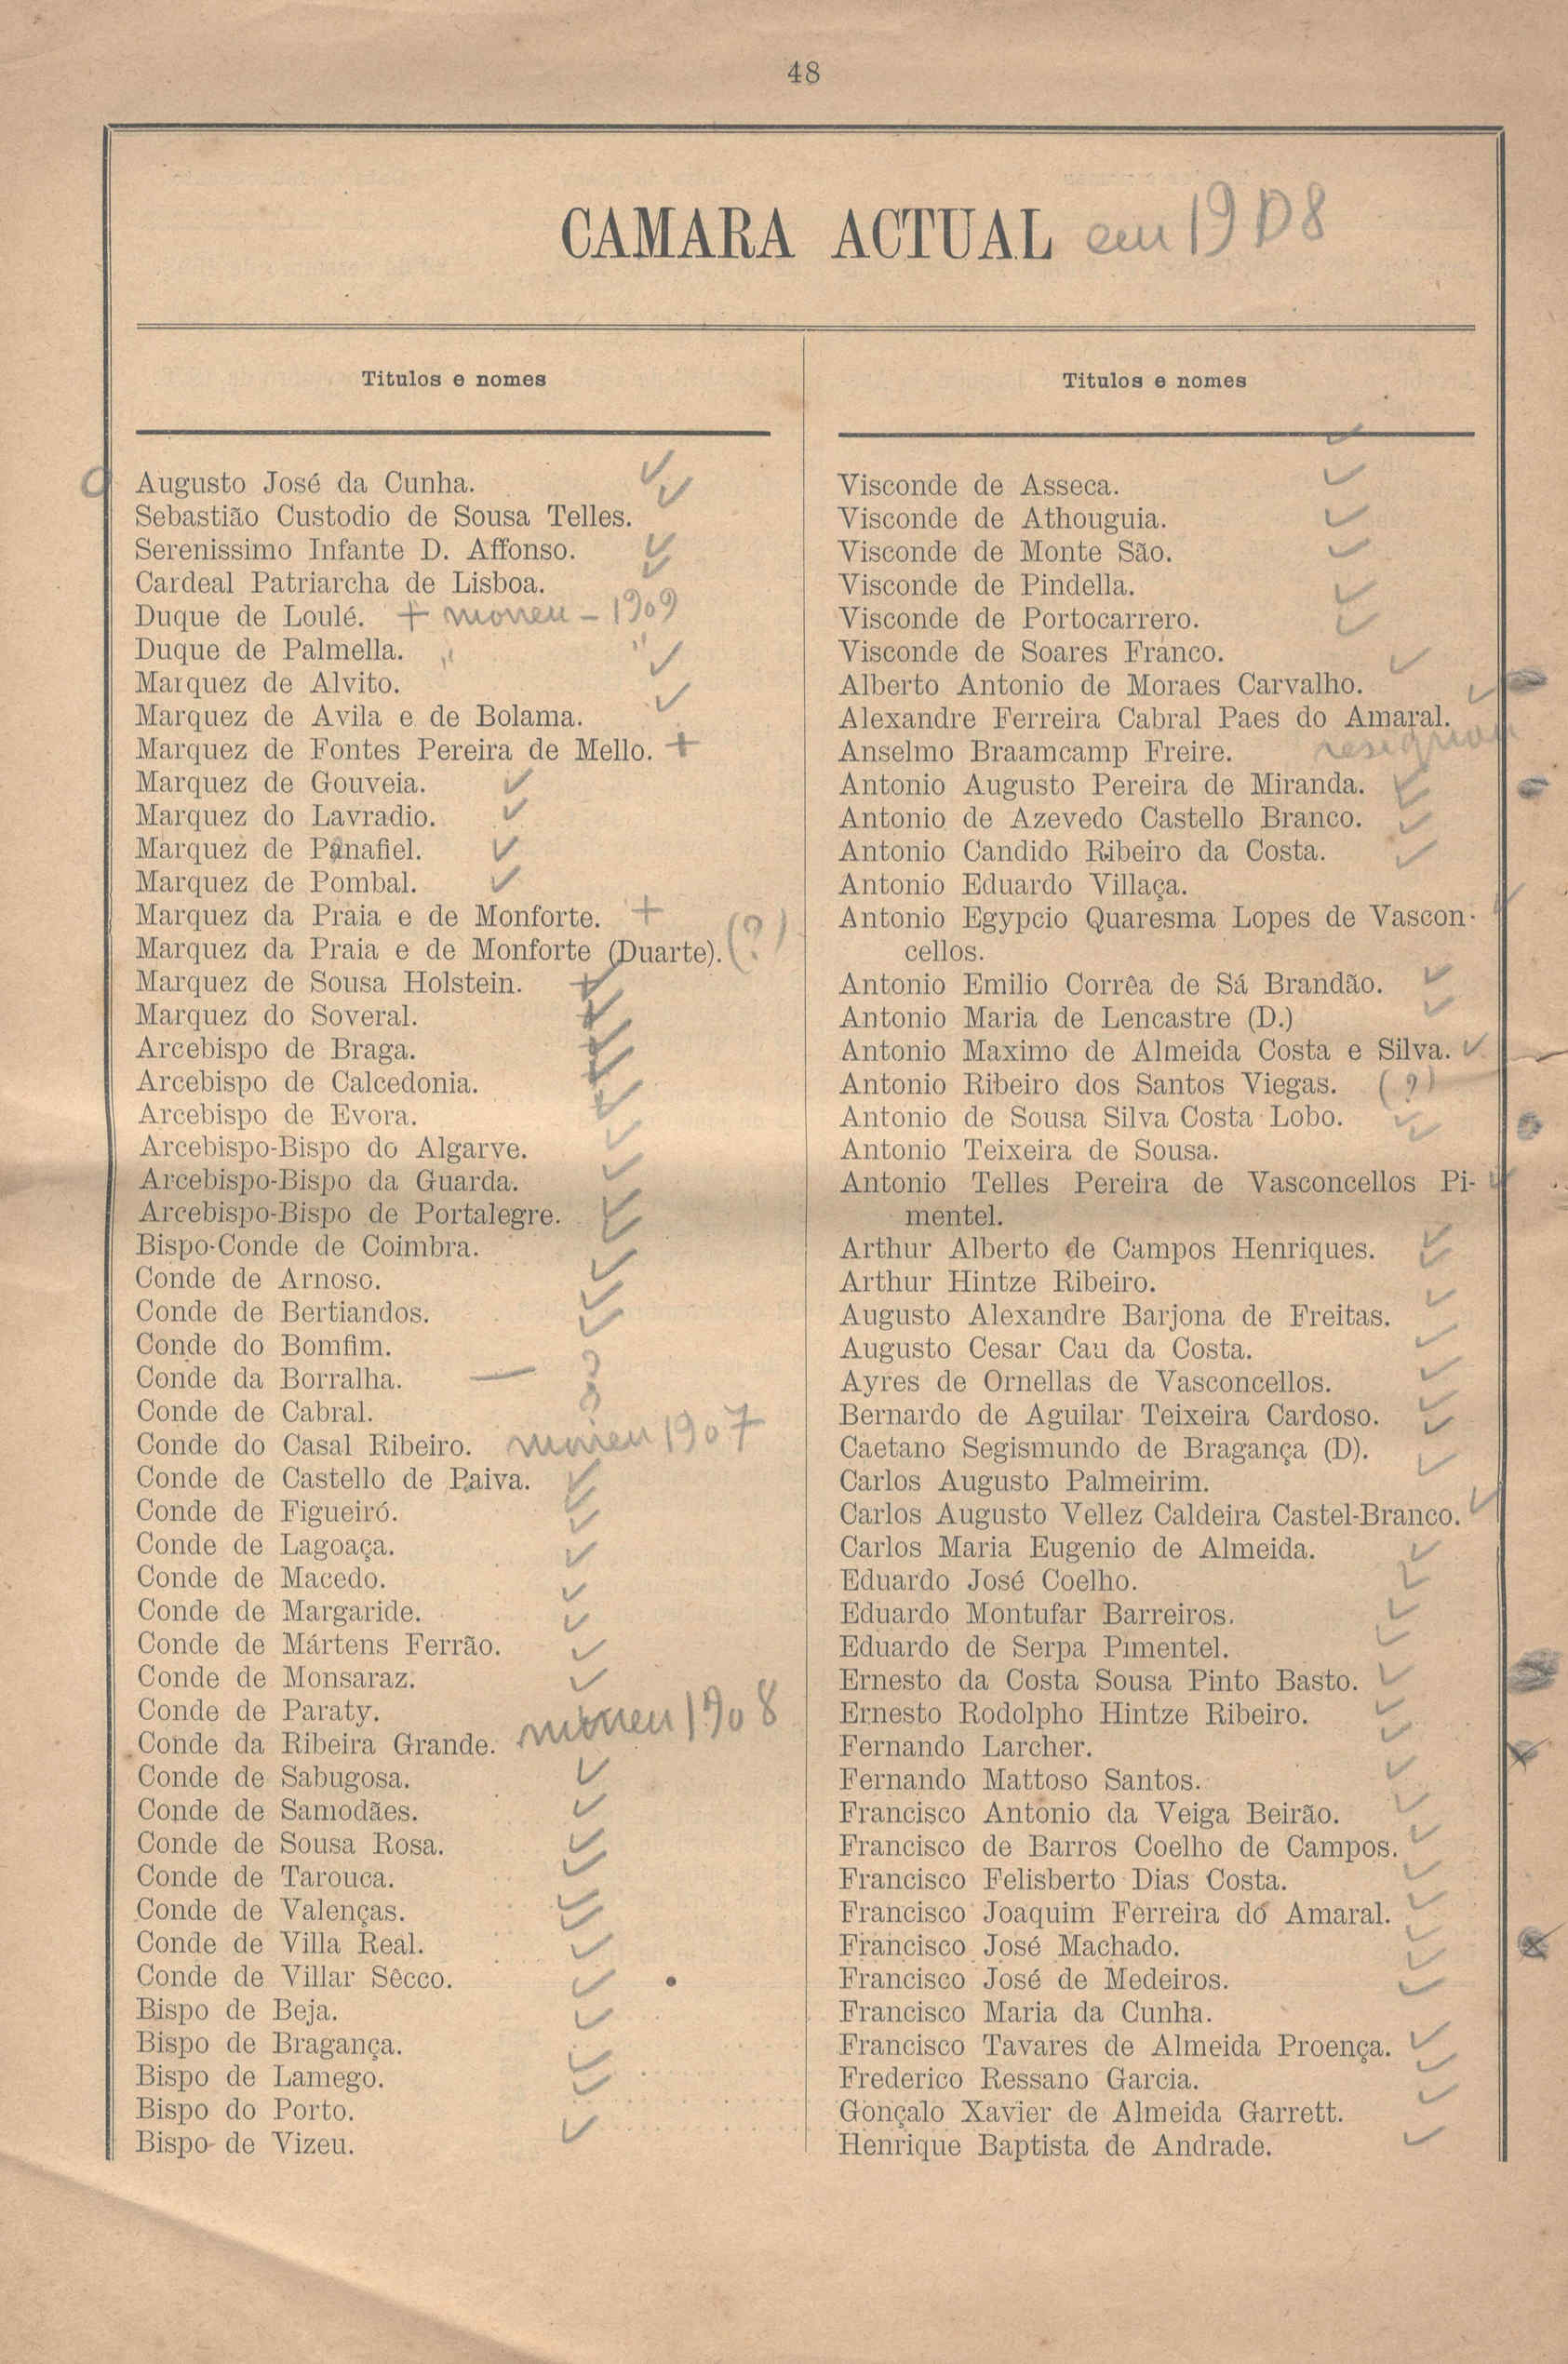 48
CAMARA ACTUAL em 1908
Titulos e nomes
Augusto José da Cunha.
Sebastião Custodio de Sousa Telles.
Serenissimo Infante D. Affonso.
Cardeal Patriarcha de Lisboa.
Duque de Loulé. + morreu - 1909
Duque de Palmella. " "
Marquez de Alvito.
Marquez de Avila e de Bolama.
Marquez de Fontes Pereira de Mello. +
Marquez de Gouveia.
Marquez do Lavradio.
Marquez de Penafiel.
Marquez de Pombal.
Marquez da Praia e de Monforte. +
Marquez da Praia e de Monforte (Duarte). (?)
Marquez de Sousa Holstein.
Marquez do Soveral.
Arcebispo de Braga.
Arcebispo de Calcedonia.
Arcebispo de Evora.
Arcebispo-Bispo do Algarve.
Arcebispo-Bispo da Guarda.
Arcebispo-Bispo de Portalegre.
Bispo-Conde de Coimbra.
Conde de Arnoso.
Conde de Bertiandos.
Conde do Bomfim.
Conde da Borralha. — ?
Conde de Cabral. ?
Conde do Casal Ribeiro. morreu 1907
Conde de Castello de Paiva.
Conde de Figueiró.
Conde de Lagoaça.
Conde de Macedo.
Conde de Margaride.
Conde de Mártens Ferrão.
Conde de Monsaraz.
Conde de Paraty.
Conde da Ribeira Grande. morreu 1908
Conde de Sabugosa.
Conde de Samodães.
Conde de Sousa Rosa.
Conde de Tarouca.
Conde de Valenças.
Conde de Villa Real.
Conde de Villar Sêcco.
Bispo de Beja.
Bispo de Bragança.
Bispo de Lamego.
Bispo do Porto.
Bispo de Vizeu.
Titulos e nomes
Visconde de Asseca.
Visconde de Athouguia.
Visconde de Monte São.
Visconde de Pindella.
Visconde de Portocarrero.
Visconde de Soares Franco.
Alberto Antonio de Moraes Carvalho.
Alexandre Ferreira Cabral Paes do Amaral.
Anselmo Braamcamp Freire. resignou
Antonio Augusto Pereira de Miranda.
Antonio de Azevedo Castello Branco.
Antonio Candido Ribeiro da Costa.
Antonio Eduardo Villaça.
Antonio Egypcio Quaresma Lopes de Vascon-
cellos.
Antonio Emilio Corrêa de Sá Brandão.
Antonio Maria de Lencastre (D.)
Antonio Maximo de Almeida Costa e Silva.
Antonio Ribeiro dos Santos Viegas. (?)
Antonio de Sousa Silva Costa Lobo.
Antonio Teixeira de Sousa.
Antonio Telles Pereira de Vasconcellos Pi-
mentel.
Arthur Alberto de Campos Henriques.
Arthur Hintze Ribeiro.
Augusto Alexandre Barjona de Freitas.
Augusto Cesar Cau da Costa.
Ayres de Ornellas de Vasconcellos.
Bernardo de Aguilar Teixeira Cardoso.
Caetano Segismundo de Bragança (D).
Carlos Augusto Palmeirim.
Carlos Augusto Vellez Caldeira Castel-Branco.
Carlos Maria Eugenio de Almeida.
Eduardo José Coelho.
Eduardo Montufar Barreiros.
Eduardo de Serpa Pimentel.
Ernesto da Costa Sousa Pinto Basto.
Ernesto Rodolpho Hintze Ribeiro.
Fernando Larcher.
Fernando Mattoso Santos.
Francisco Antonio da Veiga Beirão.
Francisco de Barros Coelho de Campos.
Francisco Felisberto Dias Costa.
Francisco Joaquim Ferreira do Amaral.
Francisco José Machado.
Francisco José de Medeiros.
Francisco Maria da Cunha.
Francisco Tavares de Almeida Proença.
Frederico Ressano Garcia.
Gonçalo Xavier de Almeida Garrett.
Henrique Baptista de Andrade.